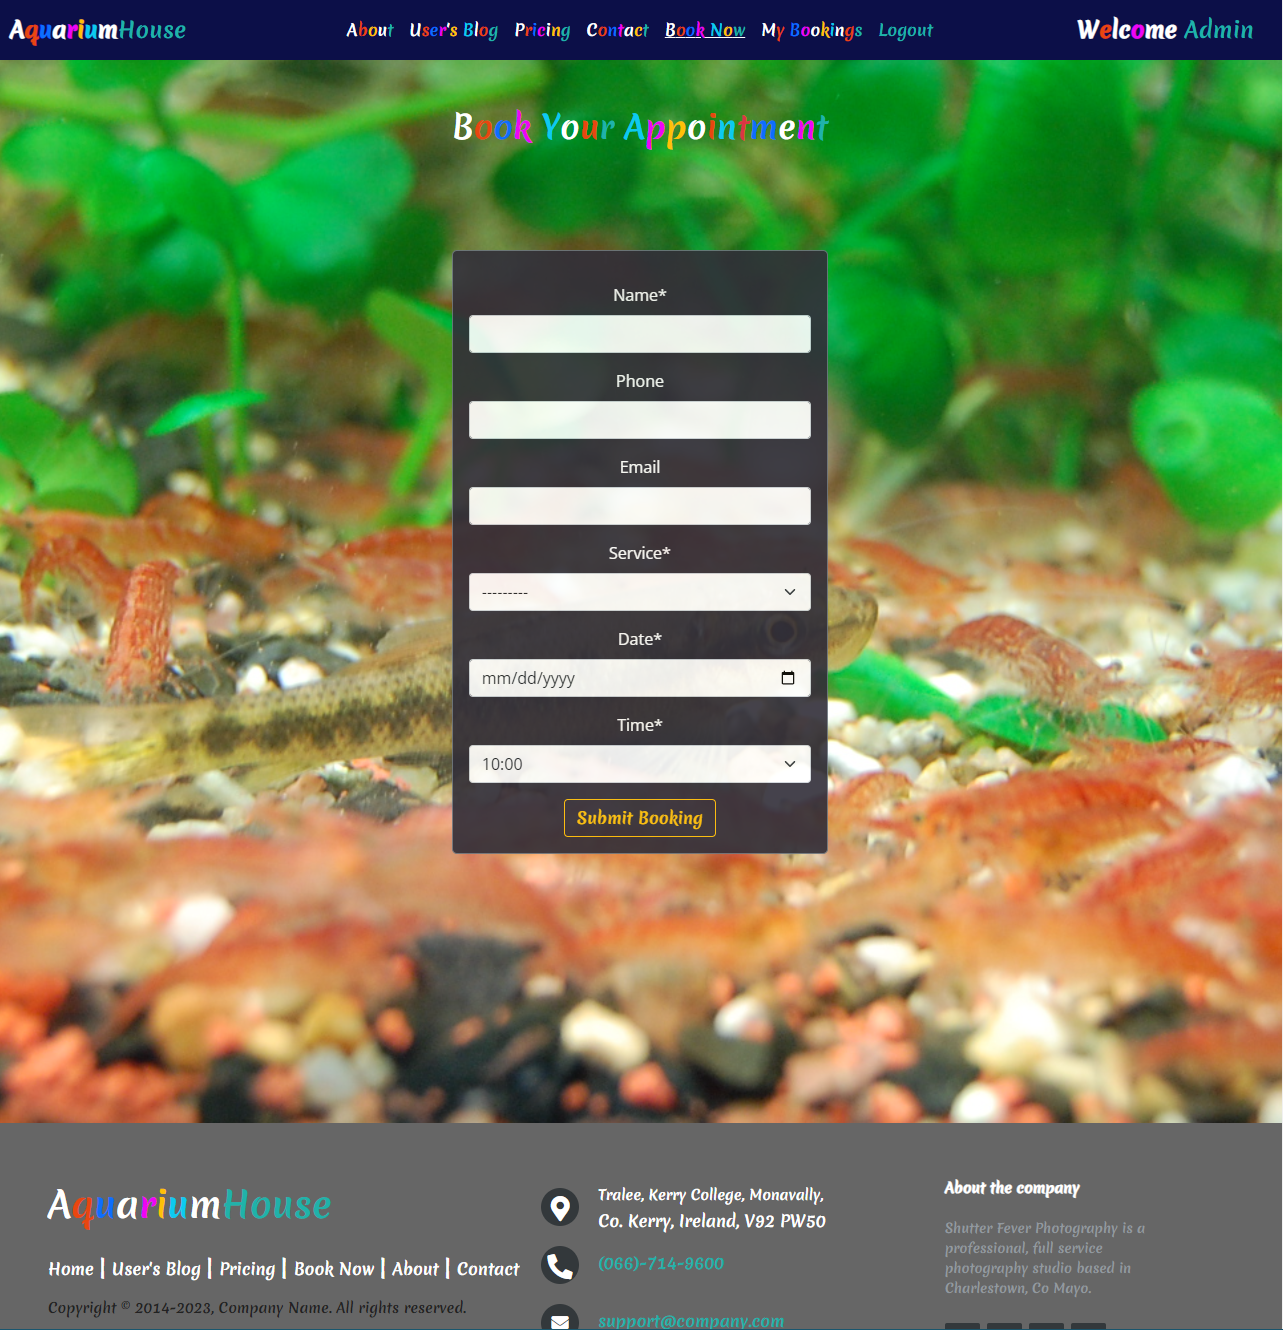 AquariumHouse
About User's Blog Pricing Contact Book Now My Bookings Logout
Welcome Admin
Book Your Appointment
Name*
Phone
Email
Service*
---------
Date*
mm/dd/yyyy
Time*
10:00
Submit Booking
AquariumHouse
Home | User's Blog | Pricing | Book Now | About | Contact
Copyright © 2014-2023, Company Name. All rights reserved.
Tralee, Kerry College, Monavally,
Co. Kerry, Ireland, V92 PW50
(066)-714-9600
support@company.com
About the company
Shutter Fever Photography is a
professional, full service
photography studio based in
Charlestown, Co Mayo.